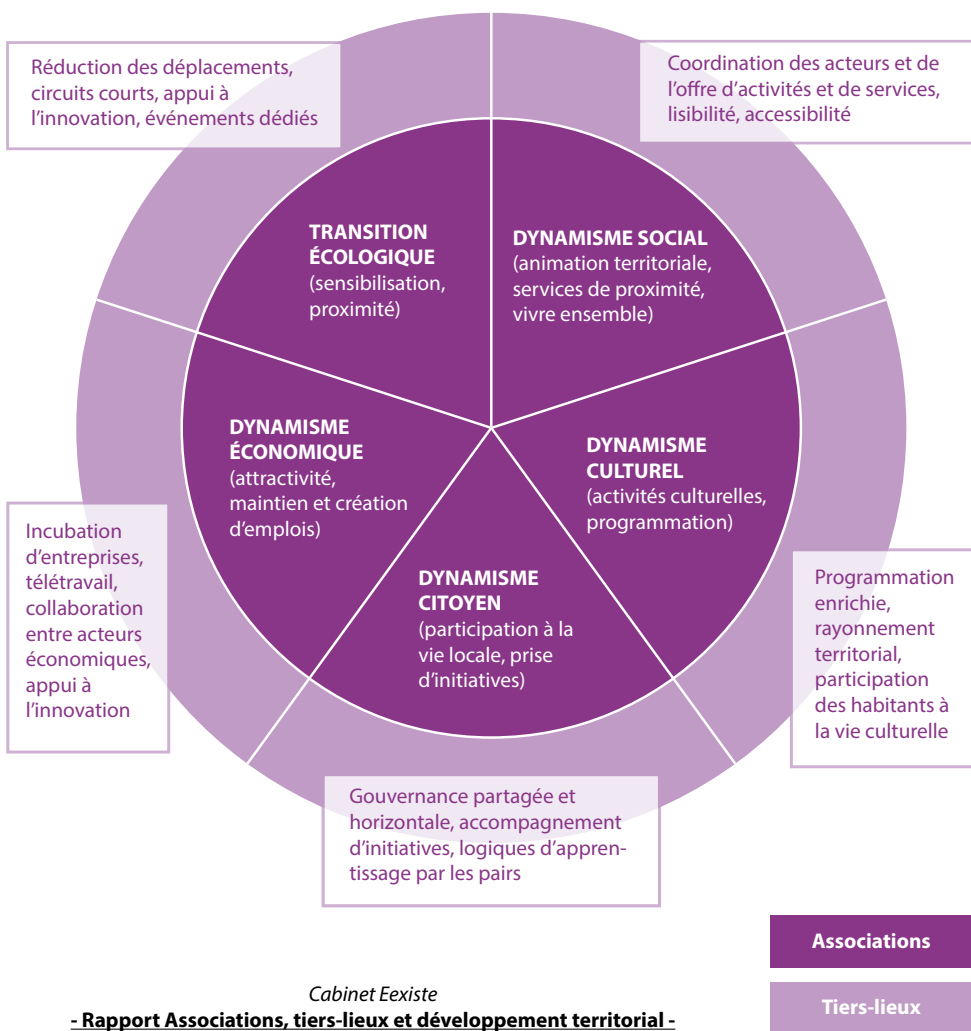 Réduction des déplacements,
circuits courts, appui à
l'innovation, événements dédiés
Coordination des acteurs et de
l'offre d'activités et de services,
lisibilité, accessibilité
TRANSITION
ÉCOLOGIQUE
(sensibilisation,
proximité)
DYNAMISME SOCIAL
(animation territoriale,
services de proximité,
vivre ensemble)
DYNAMISME
ÉCONOMIQUE
(attractivité,
maintien et création
d'emplois)
DYNAMISME
CULTUREL
(activités culturelles,
programmation)
DYNAMISME
CITOYEN
(participation à la
vie locale, prise
d'initiatives)
Incubation
d'entreprises,
télétravail,
collaboration
entre acteurs
économiques,
appui à
l'innovation
Programmation
enrichie,
rayonnement
territorial,
participation
des habitants à
la vie culturelle
Gouvernance partagée et
horizontale, accompagnement
d'initiatives, logiques d'appren-
tissage par les pairs
Associations
Tiers-lieux
Cabinet Eexiste
- Rapport Associations, tiers-lieux et développement territorial -